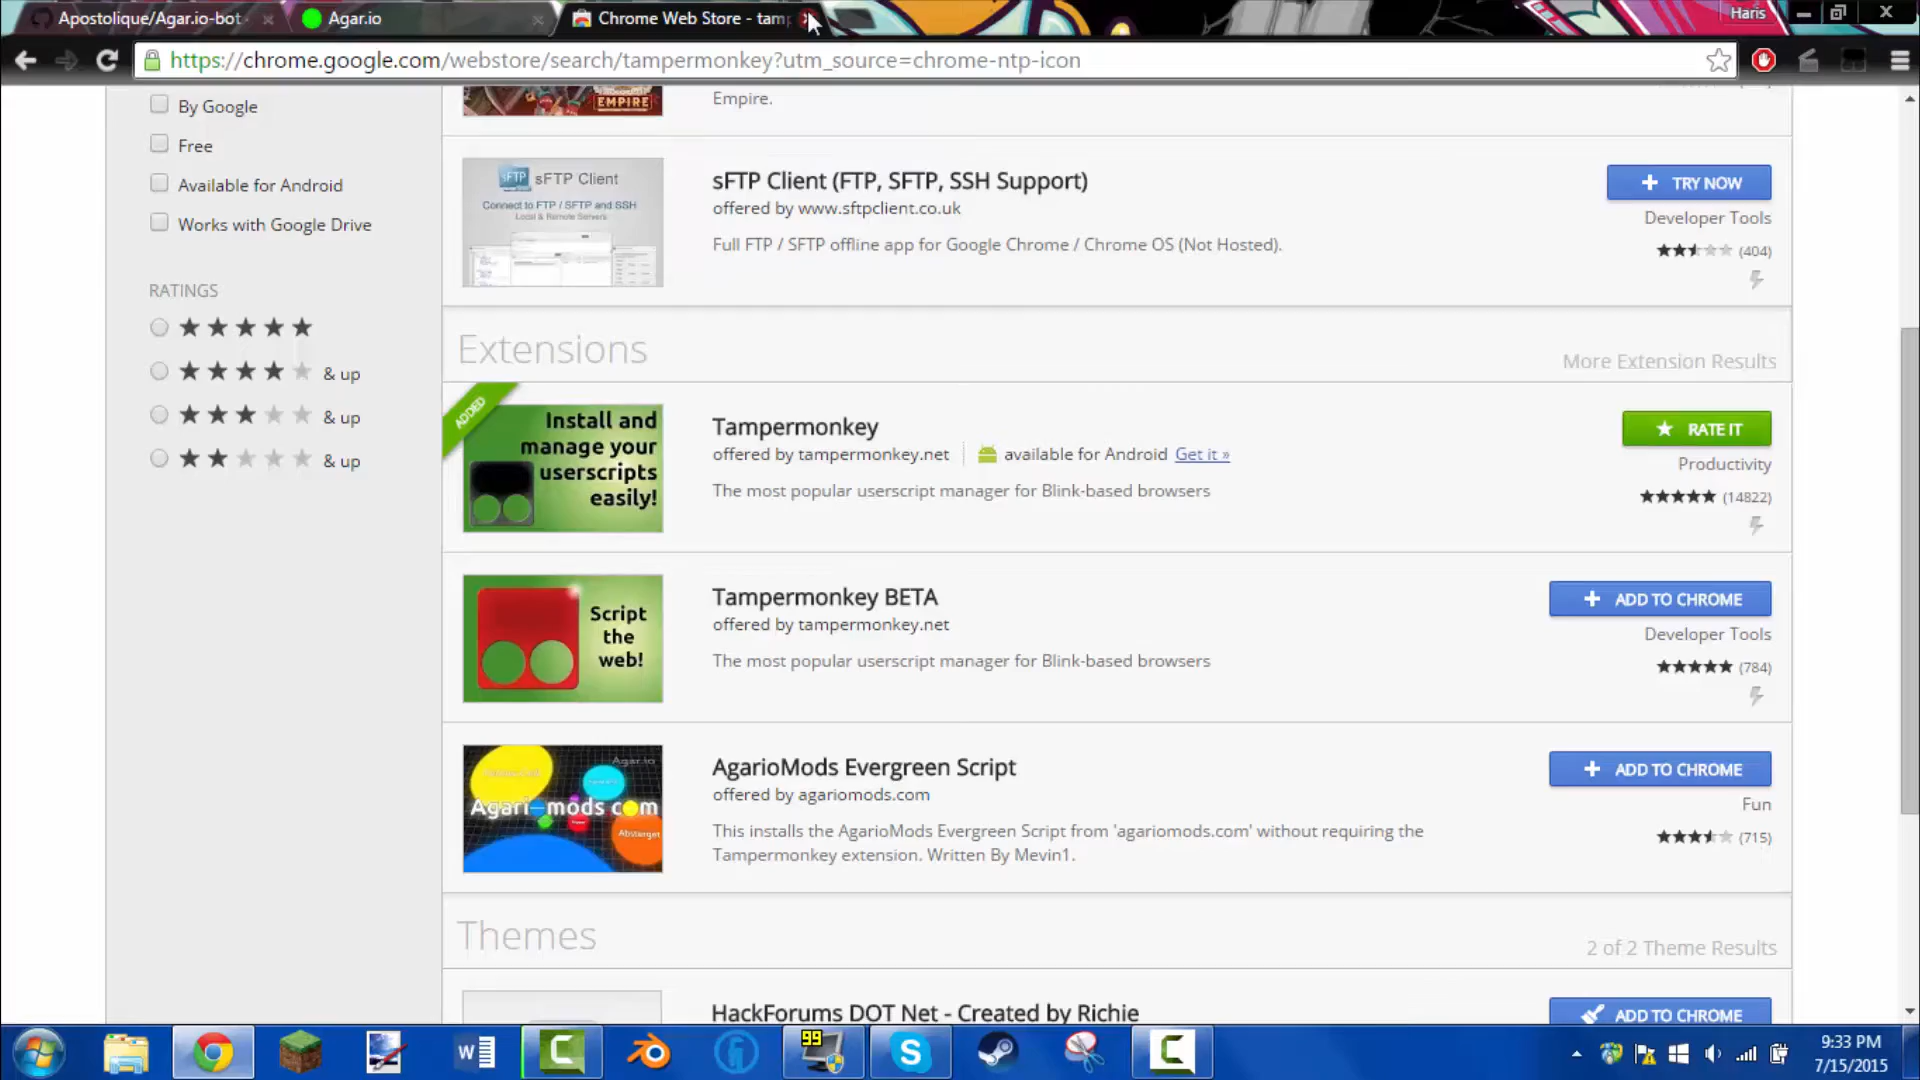 Apostolique/Agar.io-bot
Agar.io
Chrome Web Store - tam
Haris
https://chrome.google.com/webstore/search/tampermonkey?utm_source=chrome-ntp-icon
By Google
Free
Available for Android
Works with Google Drive
RATINGS
& up
& up
& up
EMPIRE
Empire.
sFTP sFTP Client
Connect to FTP / SFTP and SSH
Local & Remote Servers
sFTP Client (FTP, SFTP, SSH Support)
offered by www.sftpclient.co.uk
Full FTP / SFTP offline app for Google Chrome / Chrome OS (Not Hosted).
TRY NOW
Developer Tools
(404)
Extensions
More Extension Results
ADDED
Install and
manage your
userscripts
easily!
Tampermonkey
offered by tampermonkey.net
available for Android Get it »
The most popular userscript manager for Blink-based browsers
RATE IT
Productivity
(14822)
Script
the
web!
Tampermonkey BETA
offered by tampermonkey.net
The most popular userscript manager for Blink-based browsers
ADD TO CHROME
Developer Tools
(784)
Agar.io
Agari mods com
AgarioMods Evergreen Script
offered by agariomods.com
This installs the AgarioMods Evergreen Script from 'agariomods.com' without requiring the
Tampermonkey extension. Written By Mevin1.
ADD TO CHROME
Fun
(715)
Themes
2 of 2 Theme Results
HackForums DOT Net - Created by Richie
ADD TO CHROME
99
9:33 PM
7/15/2015